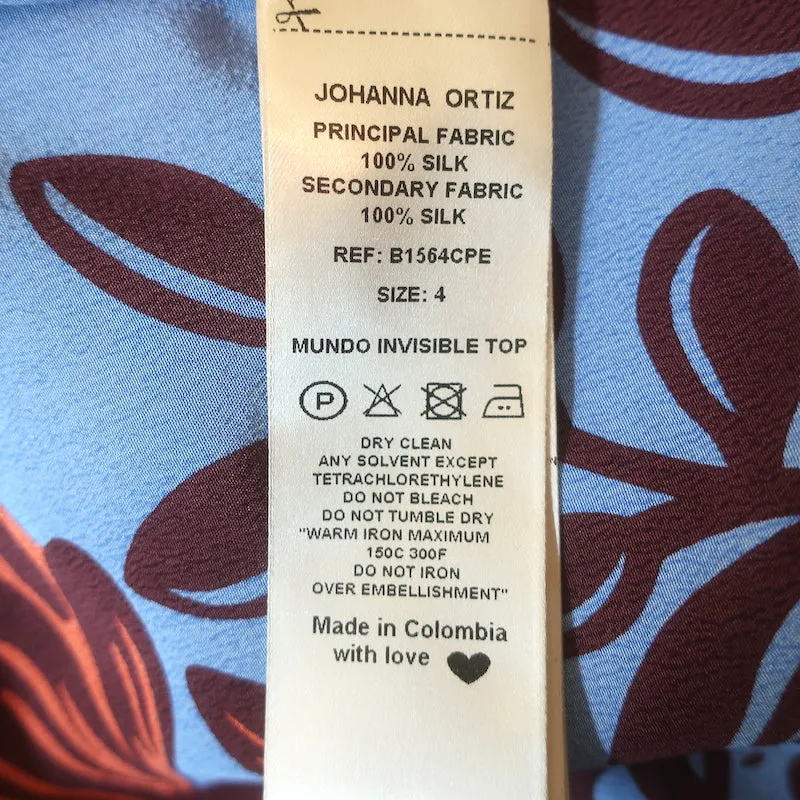 JOHANNA ORTIZ
PRINCIPAL FABRIC
100% SILK
SECONDARY FABRIC
100% SILK
REF: B1564CPE
SIZE: 4
MUNDO INVISIBLE TOP
P
DRY CLEAN
ANY SOLVENT EXCEPT
TETRACHLORETHYLENE
DO NOT BLEACH
DO NOT TUMBLE DRY
"WARM IRON MAXIMUM
150C 300F
DO NOT IRON
OVER EMBELLISHMENT"
Made in Colombia
with love